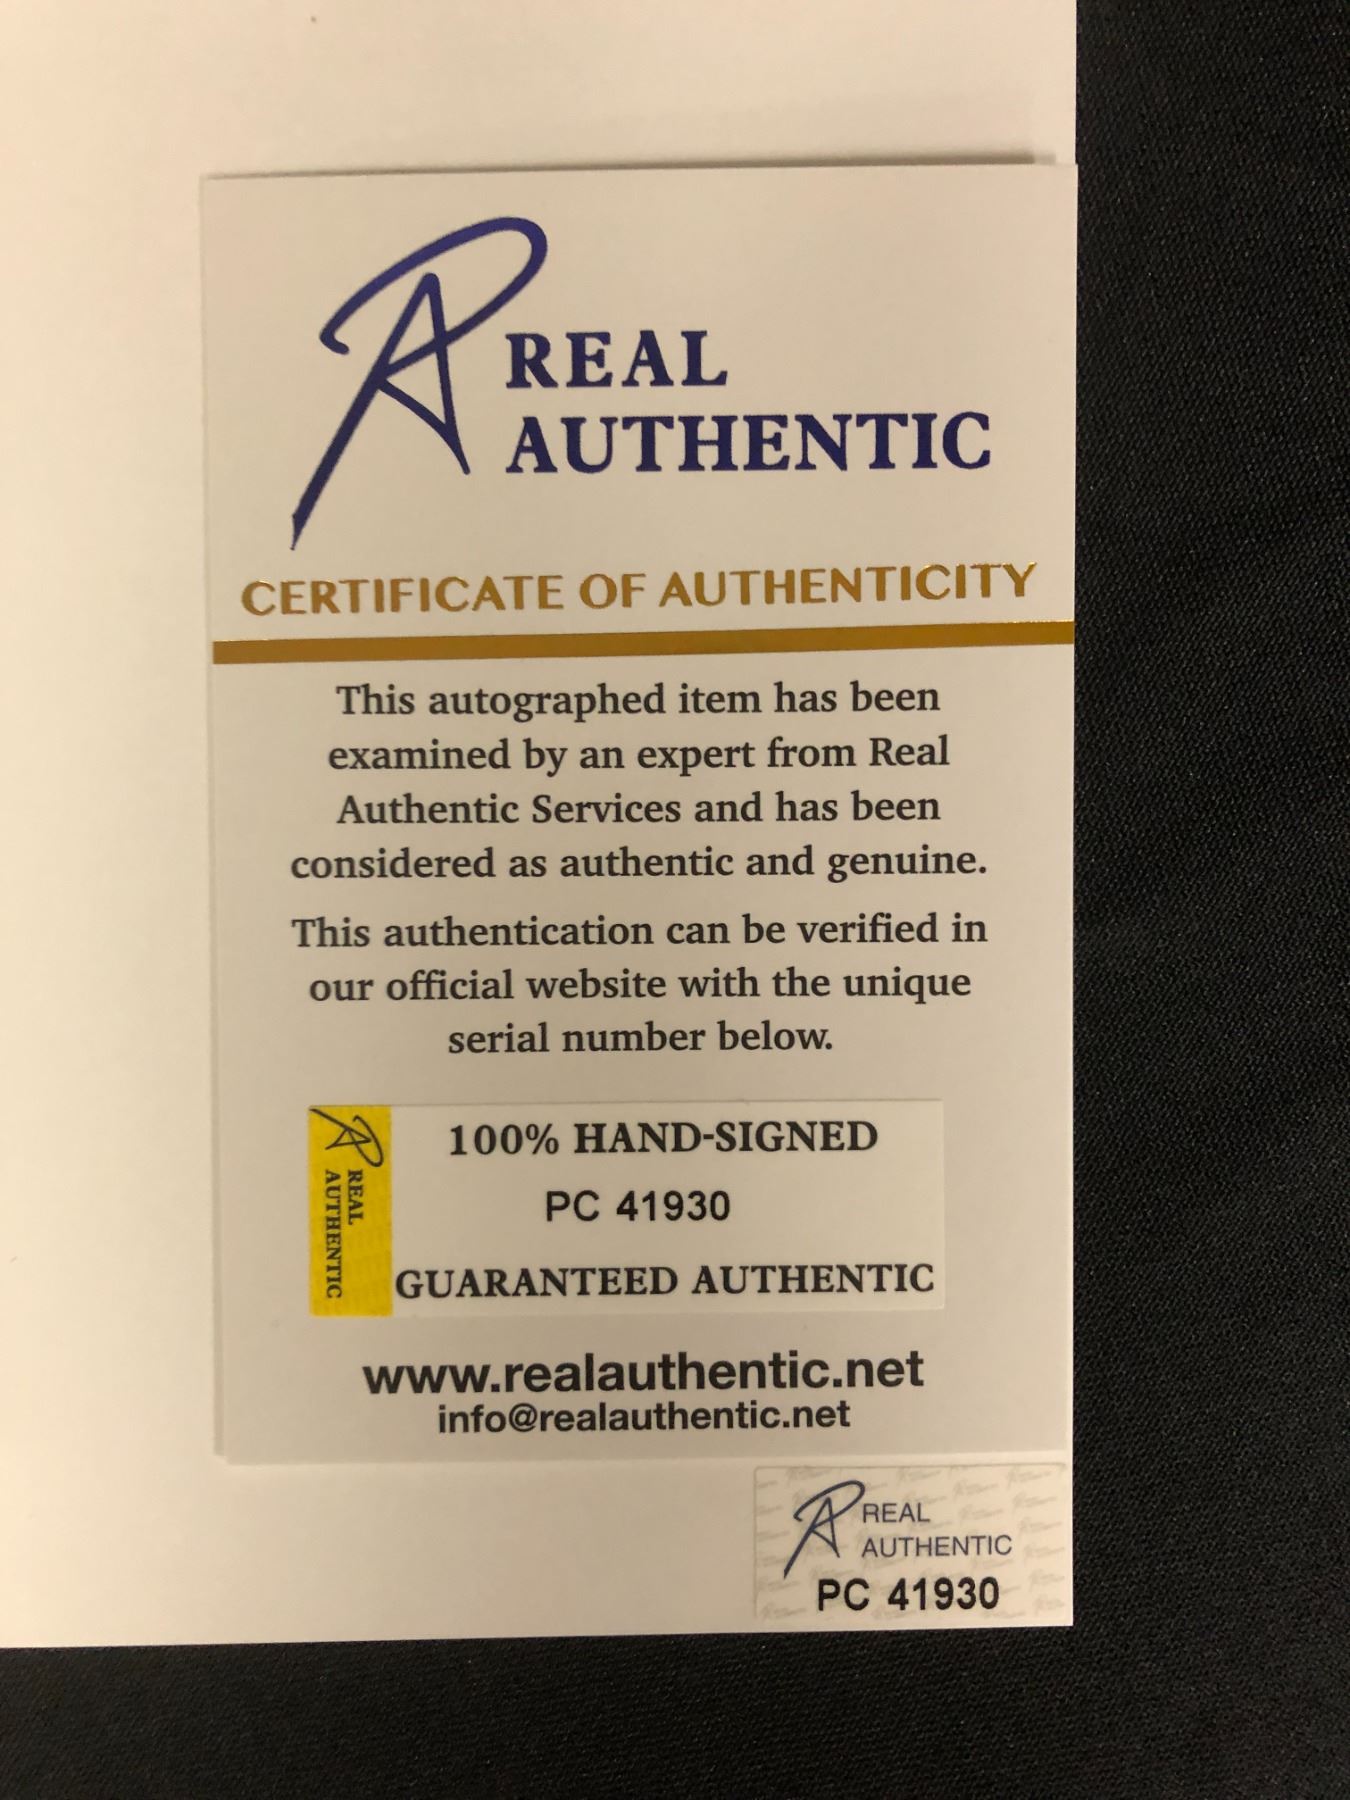 REAL
AUTHENTIC
CERTIFICATE OF AUTHENTICITY
This autographed item has been
examined by an expert from Real
Authentic Services and has been
considered as authentic and genuine.
This authentication can be verified in
our official website with the unique
serial number below.
REAL
AUTHENTIC
100% HAND-SIGNED
PC 41930
GUARANTEED AUTHENTIC
www.realauthentic.net
info@realauthentic.net
REAL
AUTHENTIC
PC 41930